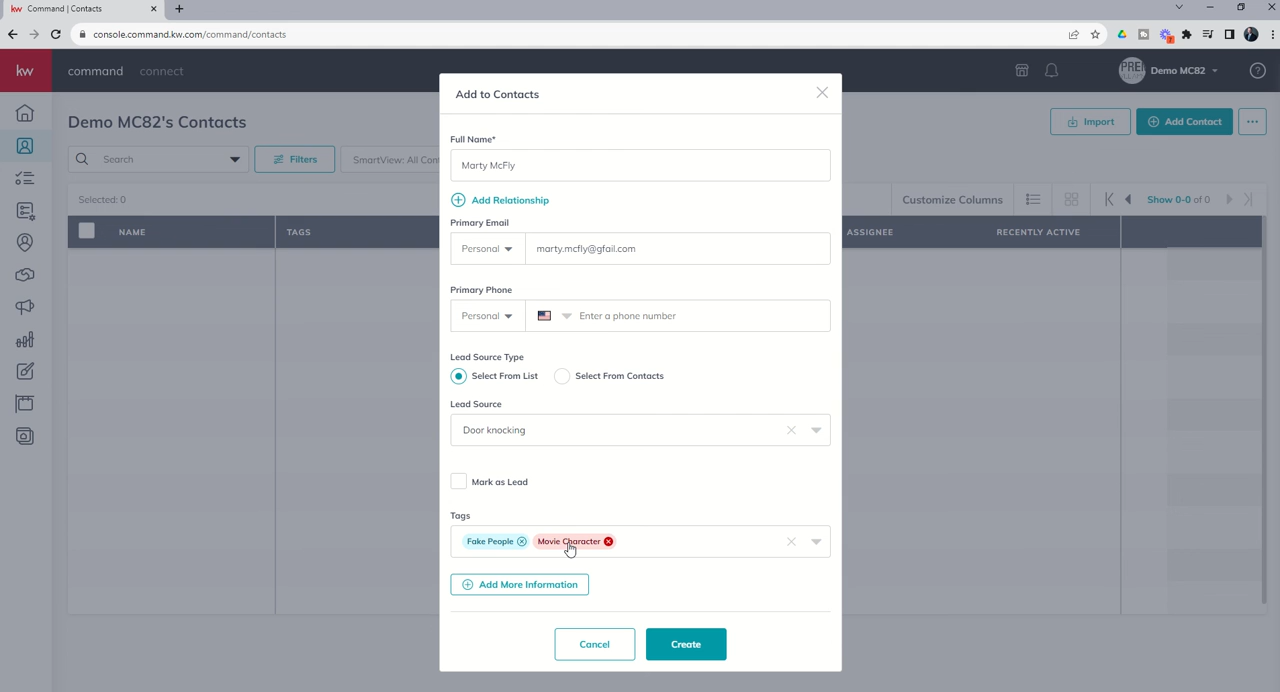 kw Command | Contacts
console.command.kw.com/command/contacts
kw command connect Demo MC82
Demo MC82's Contacts
Import
Add Contact
Search
Filters
SmartView: All Con
Selected: 0
Customize Columns
Show 0-0 of 0
NAME
TAGS
ASSIGNEE
RECENTLY ACTIVE
Add to Contacts
Full Name*
Marty McFly
Add Relationship
Primary Email
Personal marty.mcfly@gfail.com
Primary Phone
Personal Enter a phone number
Lead Source Type
Select From List Select From Contacts
Lead Source
Door knocking
Mark as Lead
Tags
Fake People Movie Character
Add More Information
Cancel Create